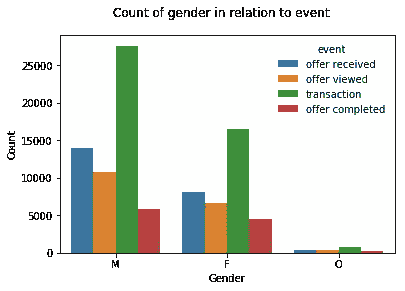 Count of gender in relation to event
event
offer received
offer viewed
transaction
offer completed
25000
20000
15000
10000
5000
0
Count
M
F
O
Gender